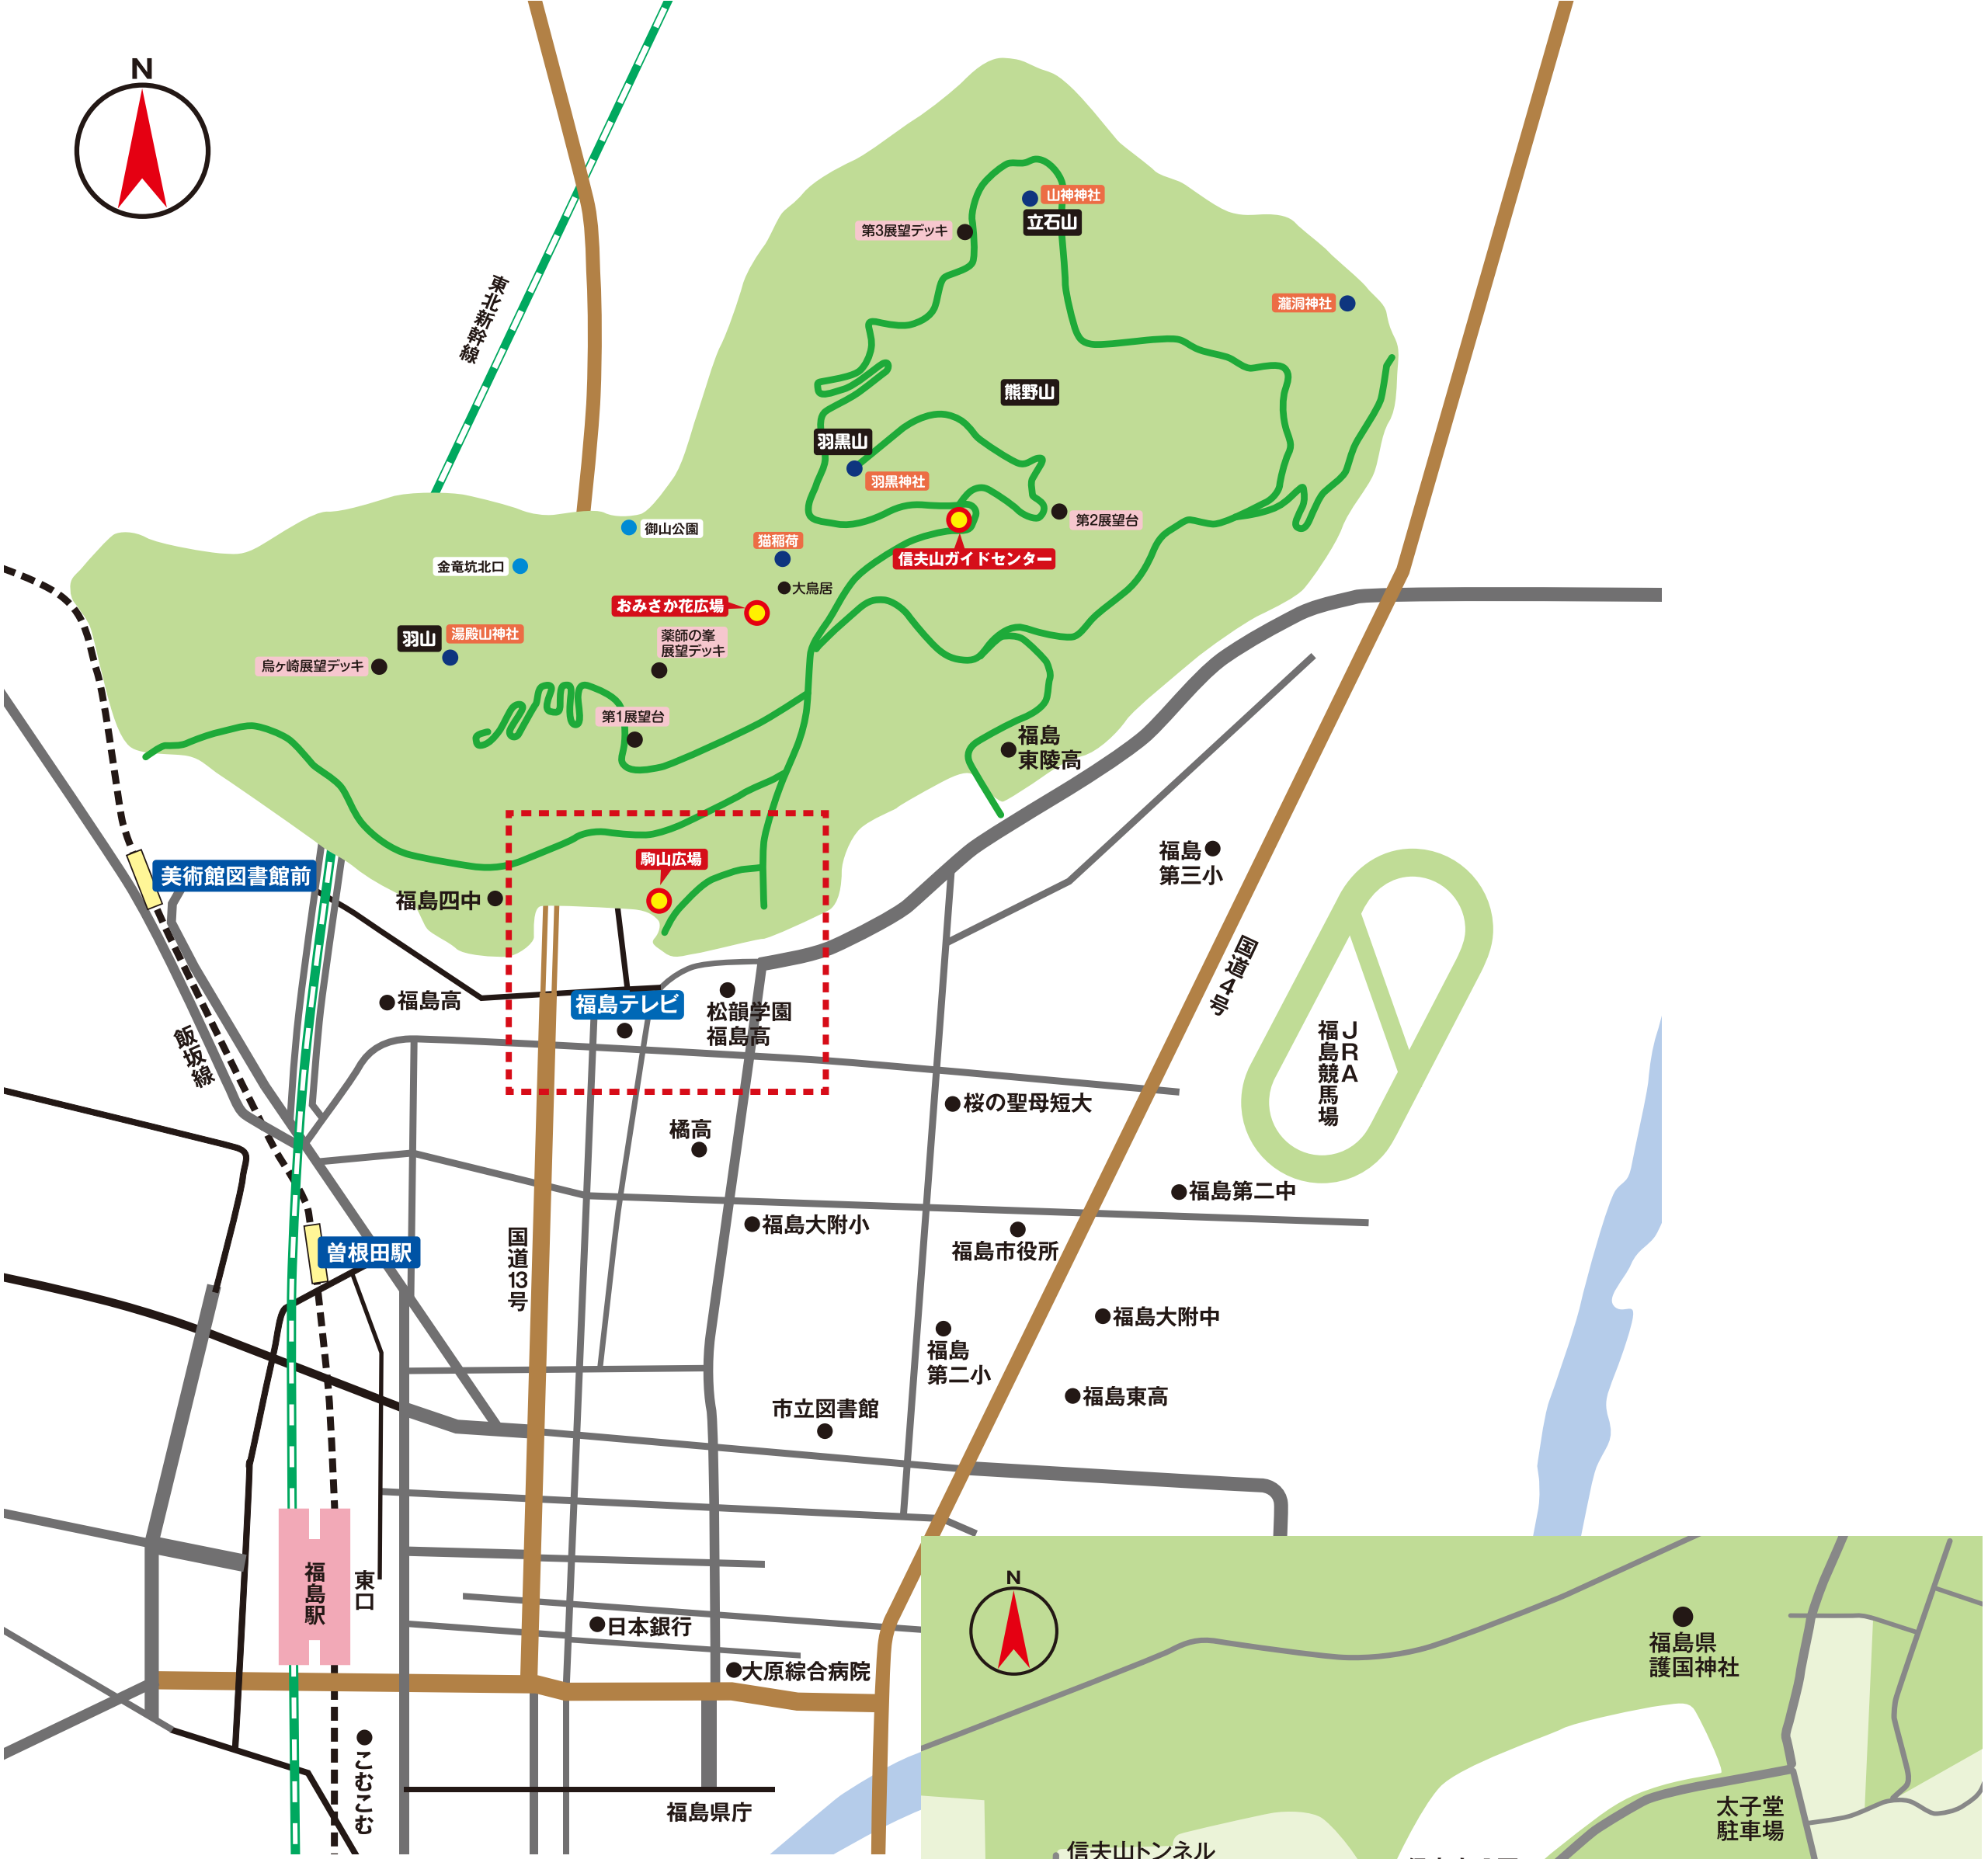 N
東北新幹線
山神神社
立石山
第3展望デッキ
瀧洞神社
熊野山
羽黒山
羽黒神社
第2展望台
御山公園
猫稲荷
信夫山ガイドセンター
金竜坑北口
大鳥居
おみさか花広場
羽山
湯殿山神社
薬師の峯
展望デッキ
烏ヶ崎展望デッキ
第1展望台
福島
東陵高
福島
第三小
駒山広場
美術館図書館前
福島四中
国道4号
福島高
福島テレビ
松韻学園
福島高
JRA
福島競馬場
飯坂線
桜の聖母短大
橘高
福島第二中
福島大附小
福島市役所
曽根田駅
国道13号
福島大附中
福島
第二小
福島東高
市立図書館
福島駅
東口
日本銀行
大原綜合病院
こむこむ
福島県庁
N
福島県
護国神社
太子堂
駐車場
信夫山トンネル